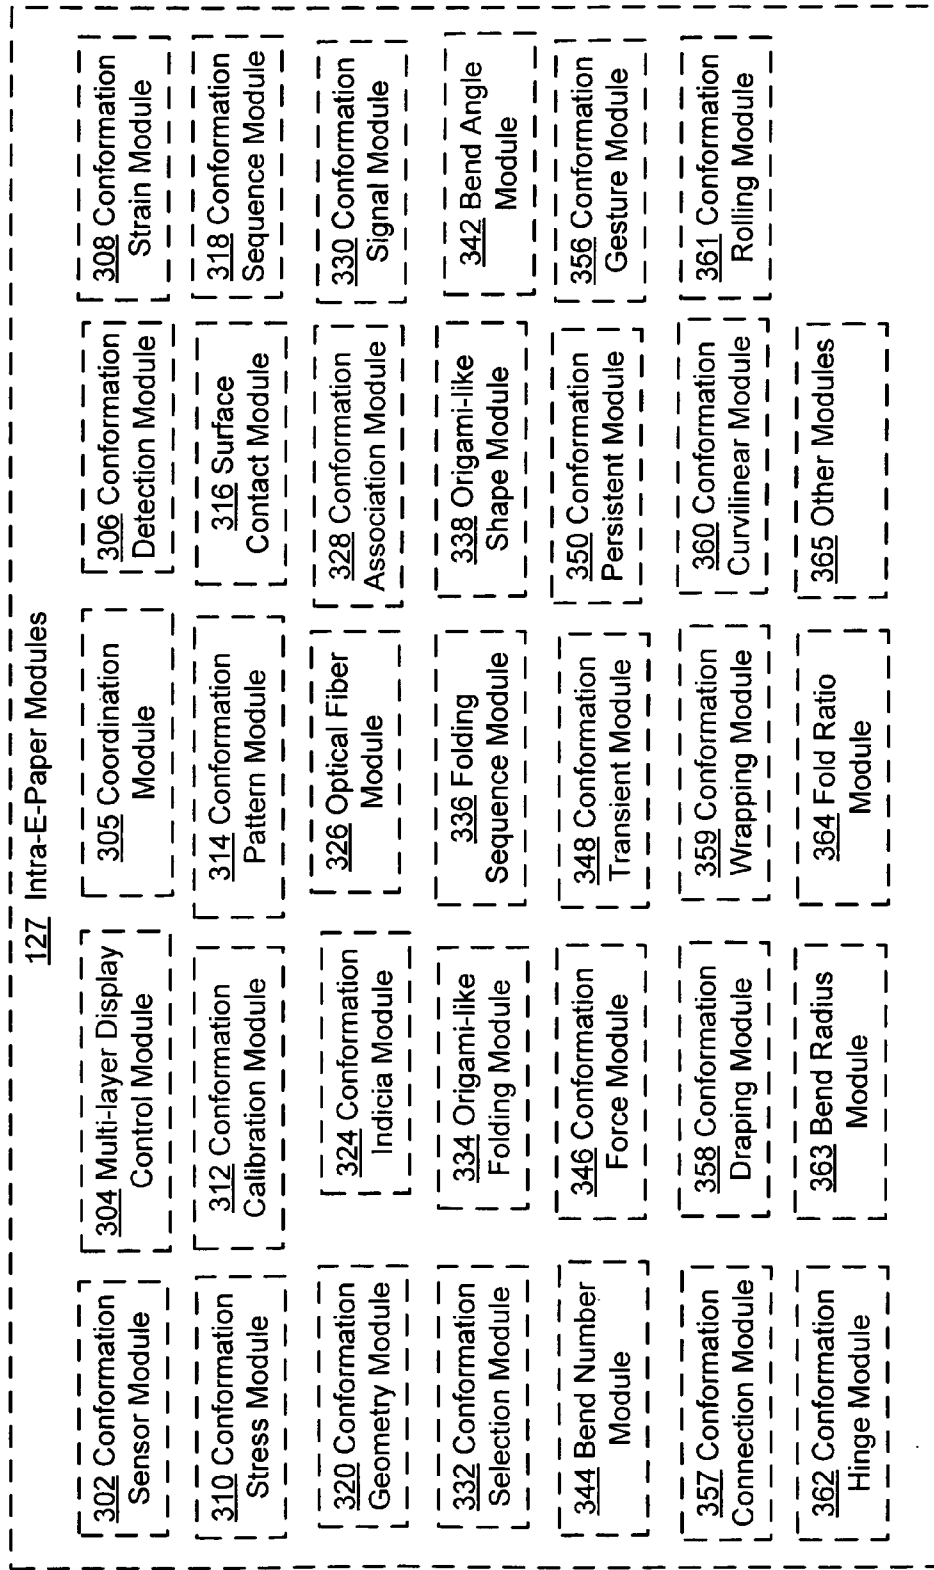 127 Intra-E-Paper Modules
302 Conformation
Sensor Module
304 Multi-layer Display
Control Module
305 Coordination
Module
306 Conformation
Detection Module
308 Conformation
Strain Module
310 Conformation
Stress Module
312 Conformation
Calibration Module
314 Conformation
Pattern Module
316 Surface
Contact Module
318 Conformation
Sequence Module
320 Conformation
Geometry Module
324 Conformation
Indicia Module
326 Optical Fiber
Module
328 Conformation
Association Module
330 Conformation
Signal Module
332 Conformation
Selection Module
334 Origami-like
Folding Module
336 Folding
Sequence Module
338 Origami-like
Shape Module
342 Bend Angle
Module
344 Bend Number
Module
346 Conformation
Force Module
348 Conformation
Transient Module
350 Conformation
Persistent Module
356 Conformation
Gesture Module
357 Conformation
Connection Module
358 Conformation
Draping Module
359 Conformation
Wrapping Module
360 Conformation
Curvilinear Module
361 Conformation
Rolling Module
362 Conformation
Hinge Module
363 Bend Radius
Module
364 Fold Ratio
Module
365 Other Modules